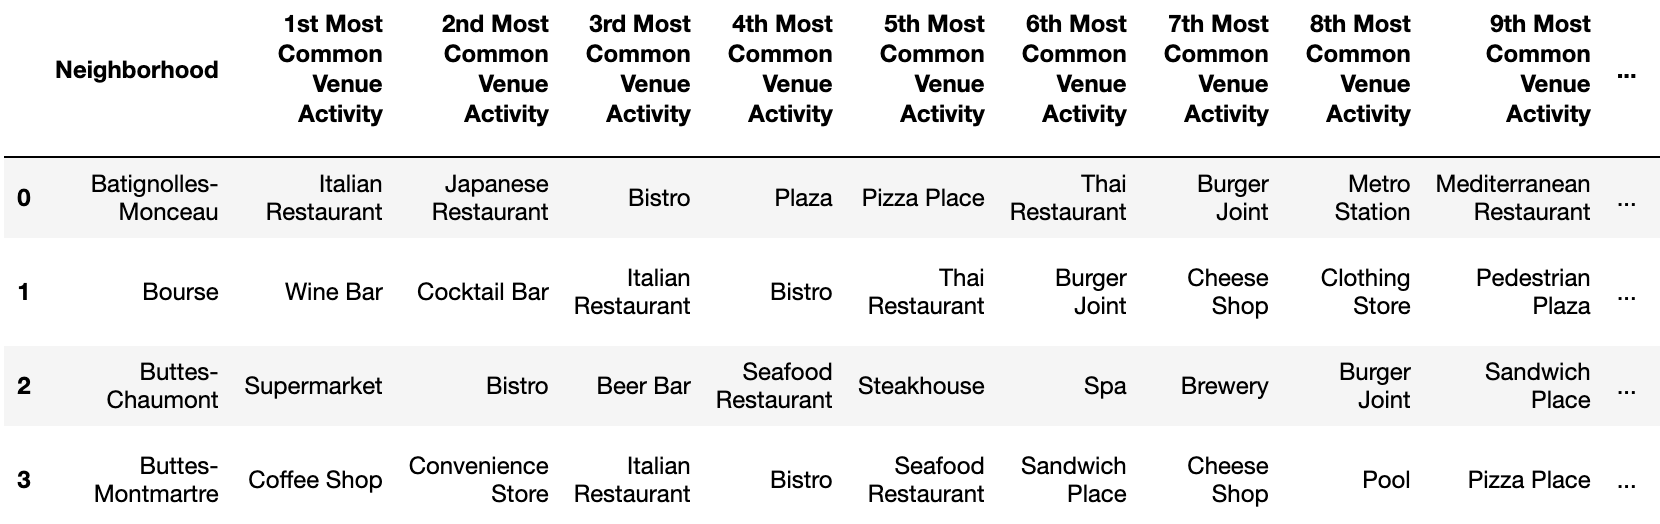 Neighborhood 1st Most Common Venue Activity 2nd Most Common Venue Activity 3rd Most Common Venue Activity 4th Most Common Venue Activity 5th Most Common Venue Activity 6th Most Common Venue Activity 7th Most Common Venue Activity 8th Most Common Venue Activity 9th Most Common Venue Activity ...
0 Batignolles-Monceau Italian Restaurant Japanese Restaurant Bistro Plaza Pizza Place Thai Restaurant Burger Joint Metro Station Mediterranean Restaurant ...
1 Bourse Wine Bar Cocktail Bar Italian Restaurant Bistro Thai Restaurant Burger Joint Cheese Shop Clothing Store Pedestrian Plaza ...
2 Buttes-Chaumont Supermarket Bistro Beer Bar Seafood Restaurant Steakhouse Spa Brewery Burger Joint Sandwich Place ...
3 Buttes-Montmartre Coffee Shop Convenience Store Italian Restaurant Bistro Seafood Restaurant Sandwich Place Cheese Shop Pool Pizza Place ...